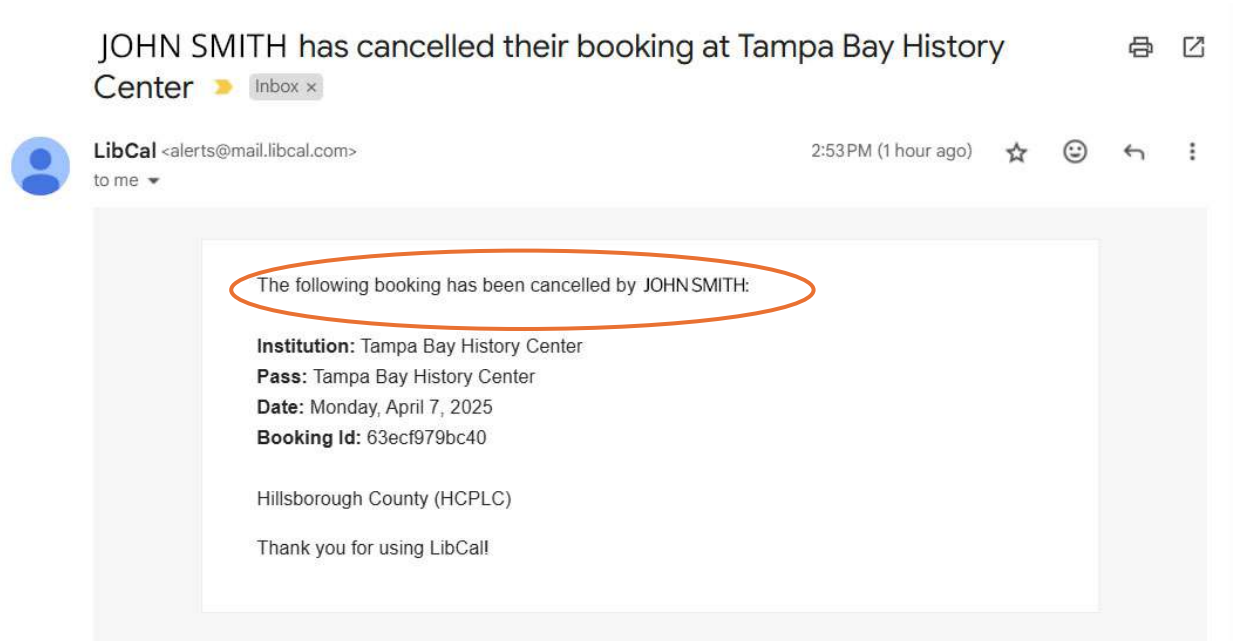 JOHN SMITH has cancelled their booking at Tampa Bay History
Center
Inbox ×
LibCal <alerts@mail.libcal.com>
2:53 PM (1 hour ago)
to me
The following booking has been cancelled by JOHN SMITH:
Institution: Tampa Bay History Center
Pass: Tampa Bay History Center
Date: Monday, April 7, 2025
Booking Id: 63ecf979bc40
Hillsborough County (HCPLC)
Thank you for using LibCal!